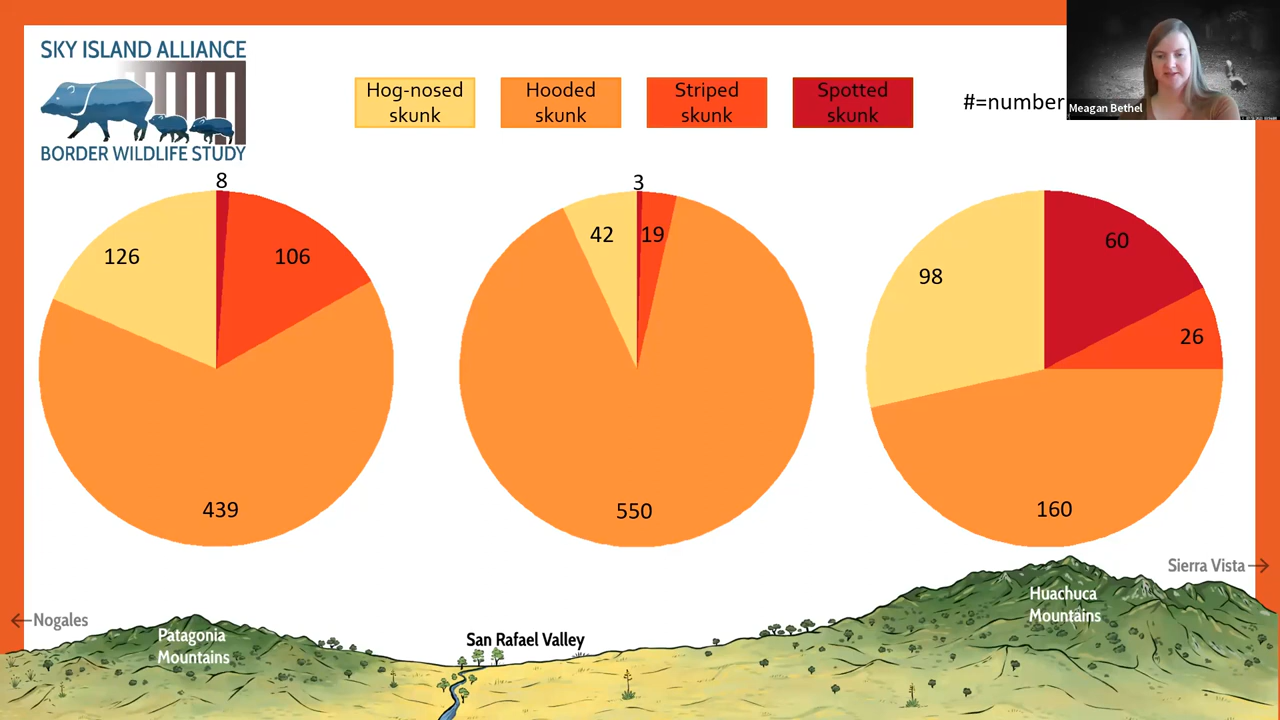 SKY ISLAND ALLIANCE
BORDER WILDLIFE STUDY
Hog-nosed
skunk
Hooded
skunk
Striped
skunk
Spotted
skunk
#=number
Meagan Bethel
8
126
106
439
3
42
19
550
60
98
26
160
←Nogales
Patagonia
Mountains
San Rafael Valley
Huachuca
Mountains
Sierra Vista→